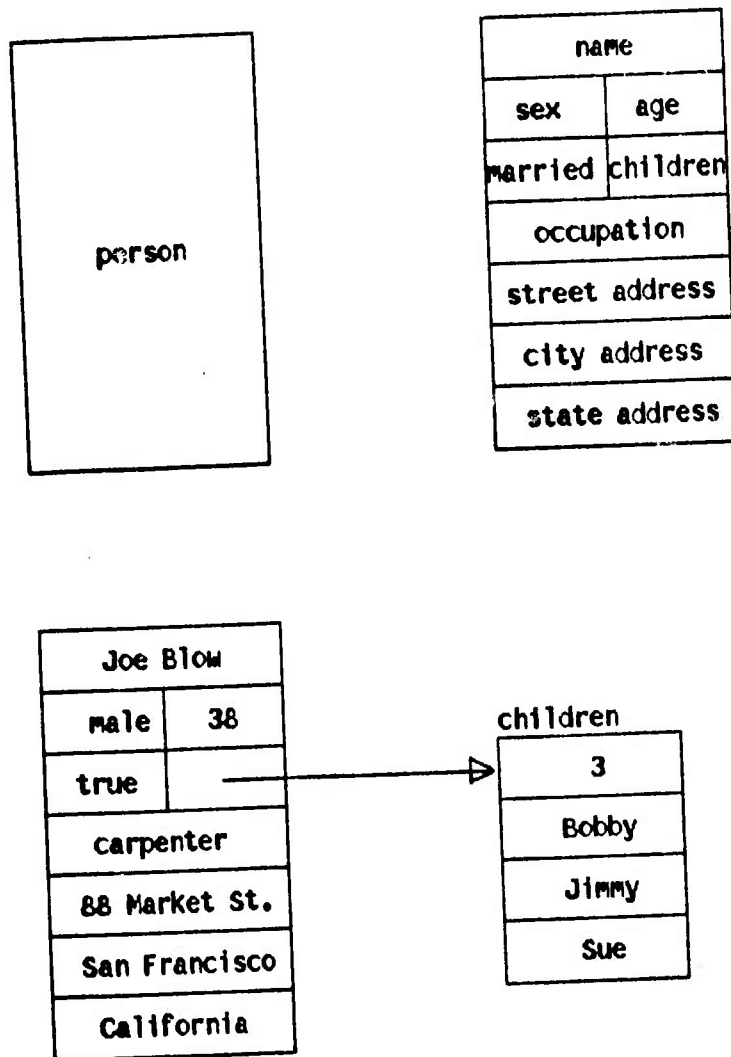 person
name
sex age
married children
occupation
street address
city address
state address
Joe Blow
male 38
true
carpenter
88 Market St.
San Francisco
California
children
3
Bobby
Jimmy
Sue